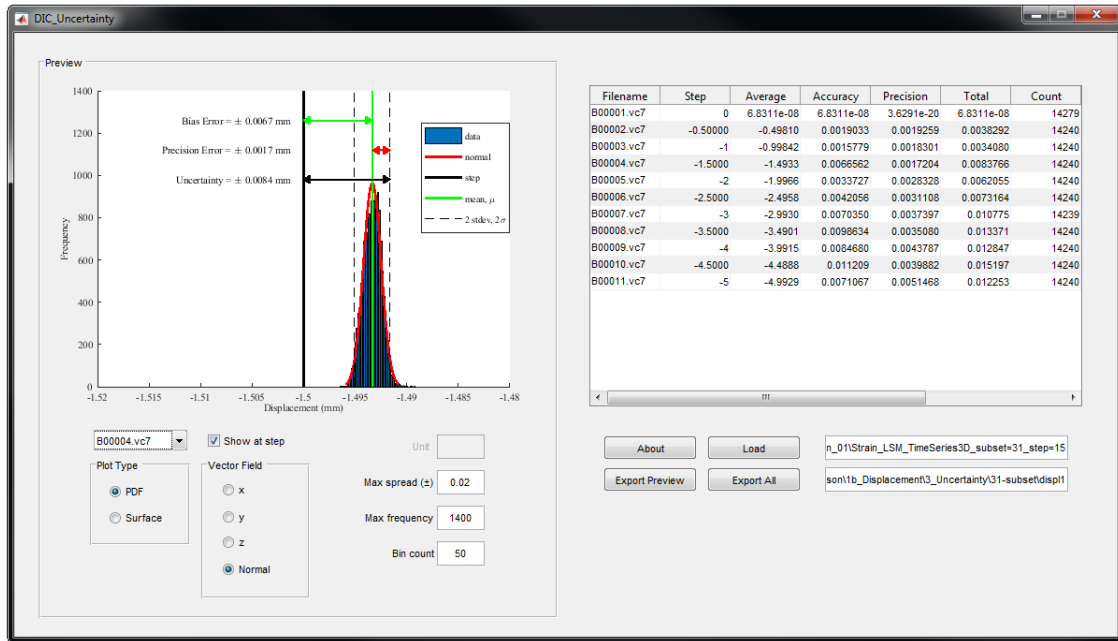 DIC_Uncertainty
Preview
1400
1200
1000
800
600
400
200
0
Frequency
Bias Error = ± 0.0067 mm
Precision Error = ± 0.0017 mm
Uncertainty = ± 0.0084 mm
data
normal
step
mean, μ
2 stdev, 2σ
-1.52 -1.515 -1.51 -1.505 -1.5 -1.495 -1.49 -1.485 -1.48
Displacement (mm)
B00004.vc7
Show at step
Unit
Plot Type
PDF
Surface
Vector Field
x
y
z
Normal
Max spread (±) 0.02
Max frequency 1400
Bin count 50
Filename Step Average Accuracy Precision Total Count
B00001.vc7 0 6.8311e-08 6.8311e-08 3.6291e-20 6.8311e-08 14279
B00002.vc7 -0.50000 -0.49810 0.0019033 0.0019259 0.0038292 14240
B00003.vc7 -1 -0.99842 0.0015779 0.0018301 0.0034080 14240
B00004.vc7 -1.5000 -1.4933 0.0066562 0.0017204 0.0083766 14240
B00005.vc7 -2 -1.9966 0.0033727 0.0028328 0.0062055 14240
B00006.vc7 -2.5000 -2.4958 0.0042056 0.0031108 0.0073164 14240
B00007.vc7 -3 -2.9930 0.0070350 0.0037397 0.010775 14239
B00008.vc7 -3.5000 -3.4901 0.0098634 0.0035080 0.013371 14240
B00009.vc7 -4 -3.9915 0.0084680 0.0043787 0.012847 14240
B00010.vc7 -4.5000 -4.4888 0.011209 0.0039882 0.015197 14240
B00011.vc7 -5 -4.9929 0.0071067 0.0051468 0.012253 14240
About
Load
n_01\Strain_LSM_TimeSeries3D_subset=31_step=15
Export Preview
Export All
son\1b_Displacement\3_Uncertainty\31-subset\displ1